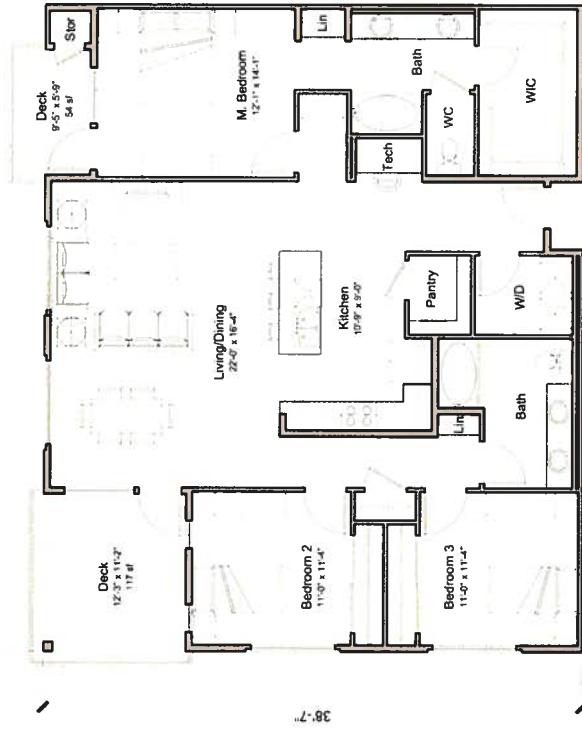 Deck
9'-5" x 5'-9"
54 sf
Stor
M. Bedroom
12'-1" x 14'-1"
Lin
Bath
WC
WIC
Tech
Living/Dining
22'-0" x 16'-4"
Kitchen
10'-9" x 9'-0"
Pantry
W/D
Lin
Bath
Deck
12'-3" x 11'-2"
117 sf
Bedroom 2
11'-0" x 11'-4"
Bedroom 3
11'-0" x 11'-4"
38'-7"